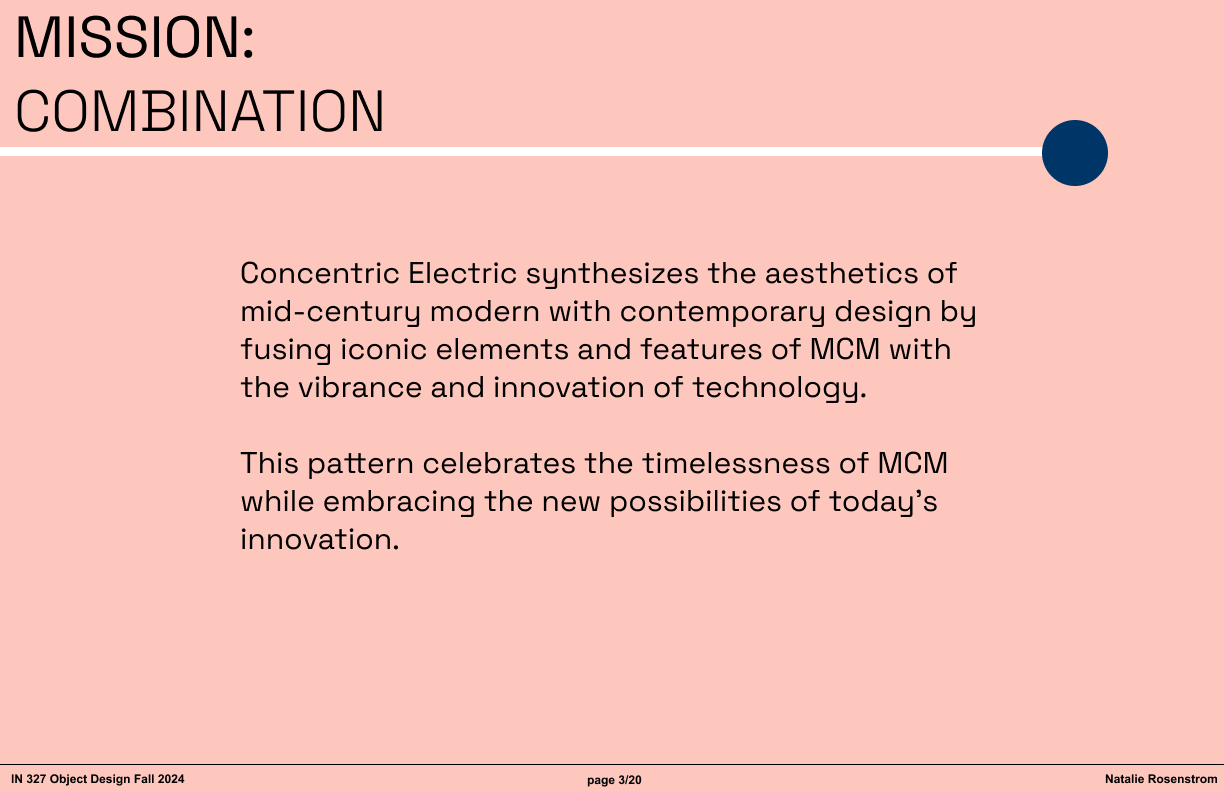 MISSION:
COMBINATION
Concentric Electric synthesizes the aesthetics of
mid-century modern with contemporary design by
fusing iconic elements and features of MCM with
the vibrance and innovation of technology.
This pattern celebrates the timelessness of MCM
while embracing the new possibilities of today’s
innovation.
IN 327 Object Design Fall 2024
page 3/20
Natalie Rosenstrom